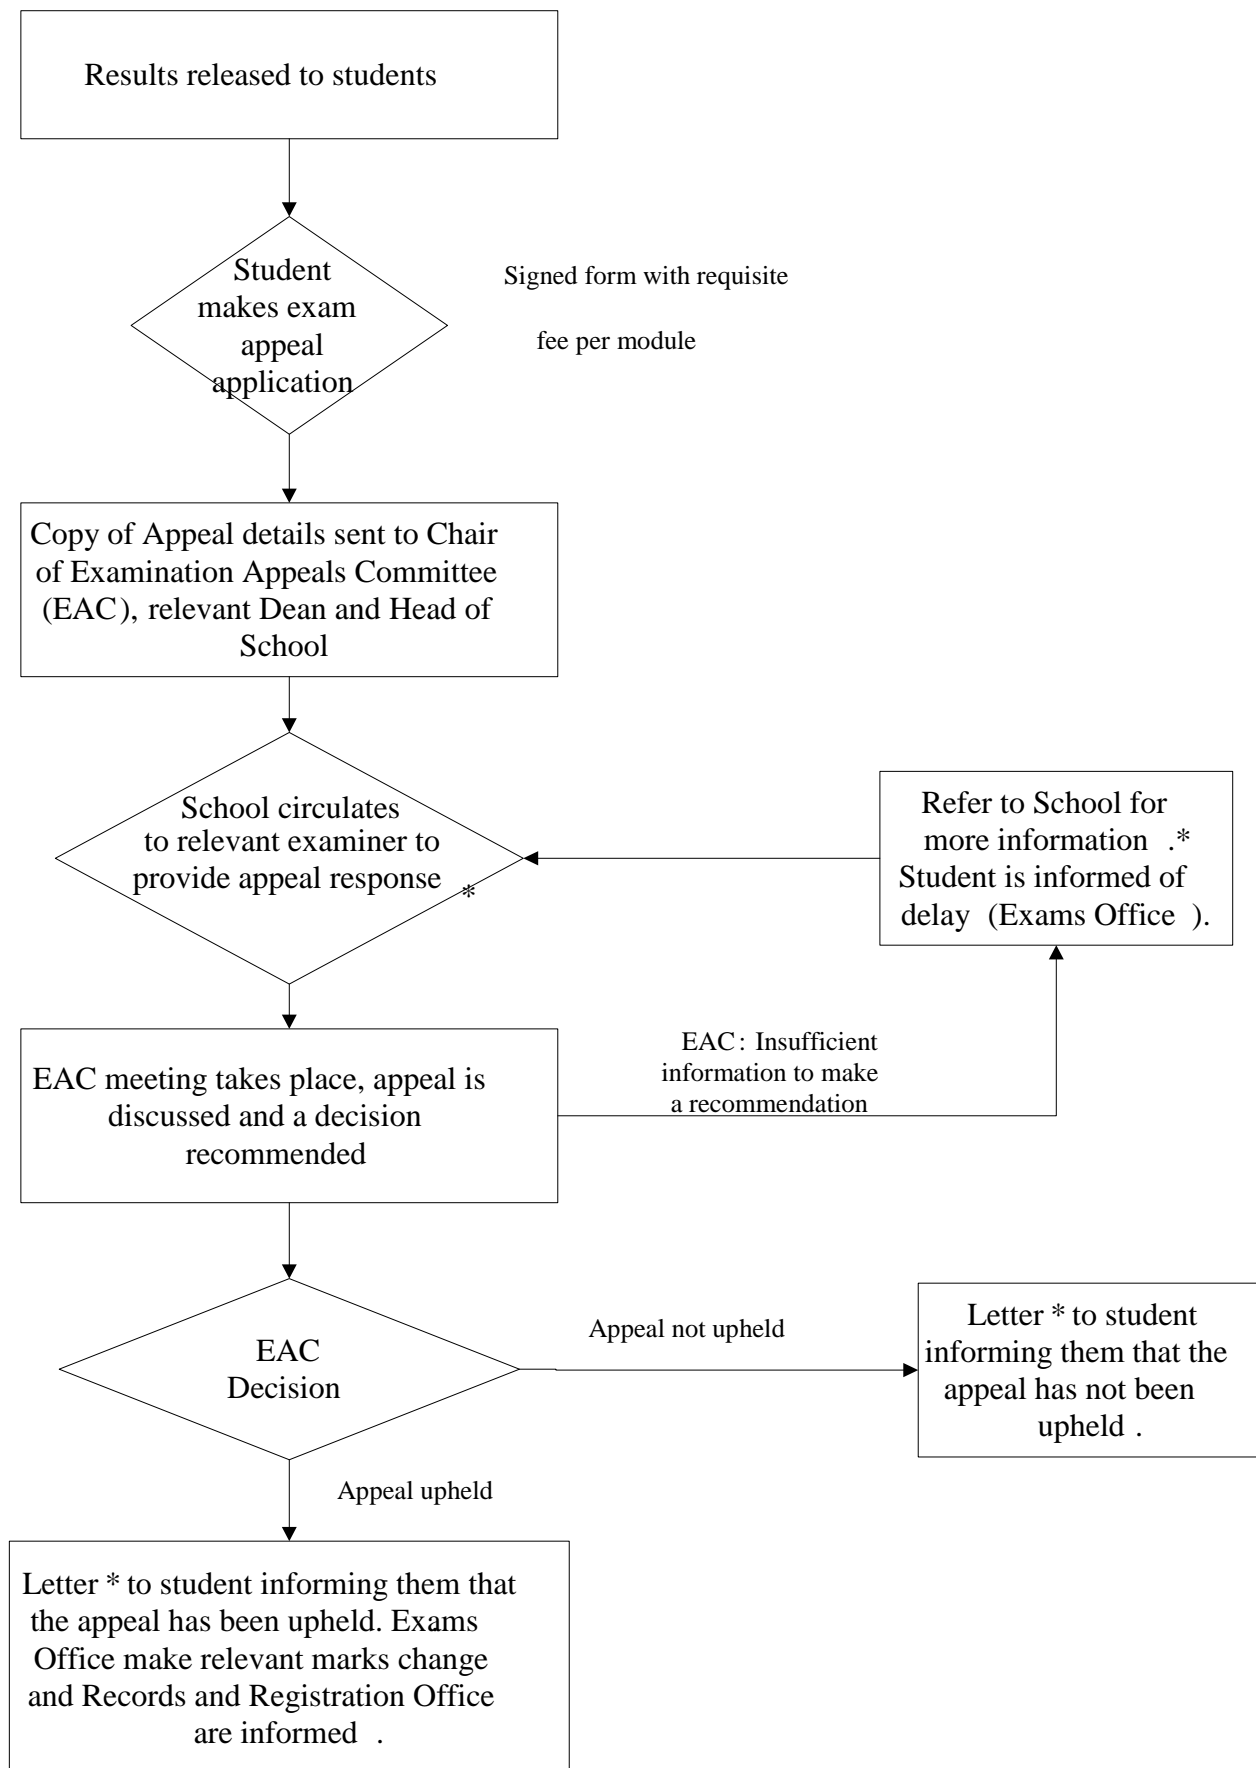 Results released to students
Student
makes exam
appeal
application
Signed form with requisite
fee per module
Copy of Appeal details sent to Chair
of Examination Appeals Committee
(EAC), relevant Dean and Head of
School
School circulates
to relevant examiner to
provide appeal response *
Refer to School for
more information .*
Student is informed of
delay (Exams Office ).
EAC: Insufficient
information to make
a recommendation
EAC meeting takes place, appeal is
discussed and a decision
recommended
EAC
Decision
Appeal not upheld
Letter * to student
informing them that the
appeal has not been
upheld .
Appeal upheld
Letter * to student informing them that
the appeal has been upheld. Exams
Office make relevant marks change
and Records and Registration Office
are informed .